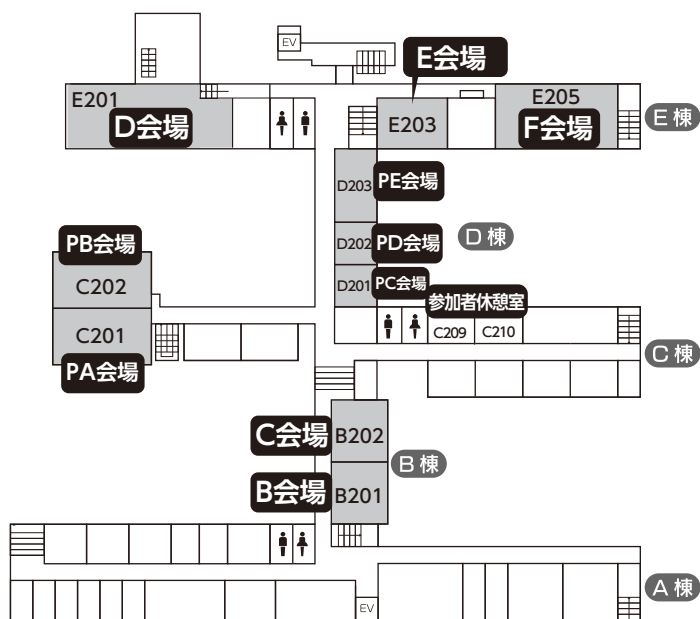 EV
E会場
E201
D会場
E203
E205
F会場
E棟
D203
PE会場
D202
PD会場
D棟
D201
PC会場
PB会場
C202
C201
PA会場
参加者休憩室
C209
C210
C棟
C会場
B202
B棟
B会場
B201
A棟
EV